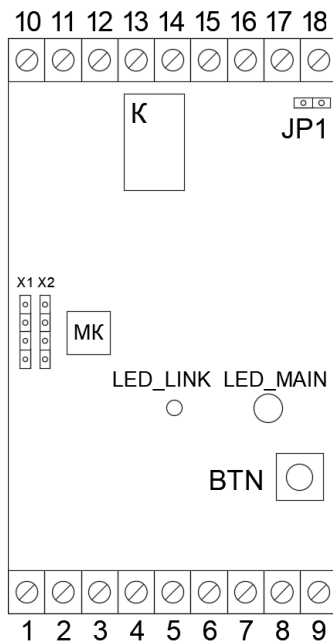 10 11 12 13 14 15 16 17 18
K
JP1
X1 X2
МК
LED_LINK LED_MAIN
BTN
1 2 3 4 5 6 7 8 9